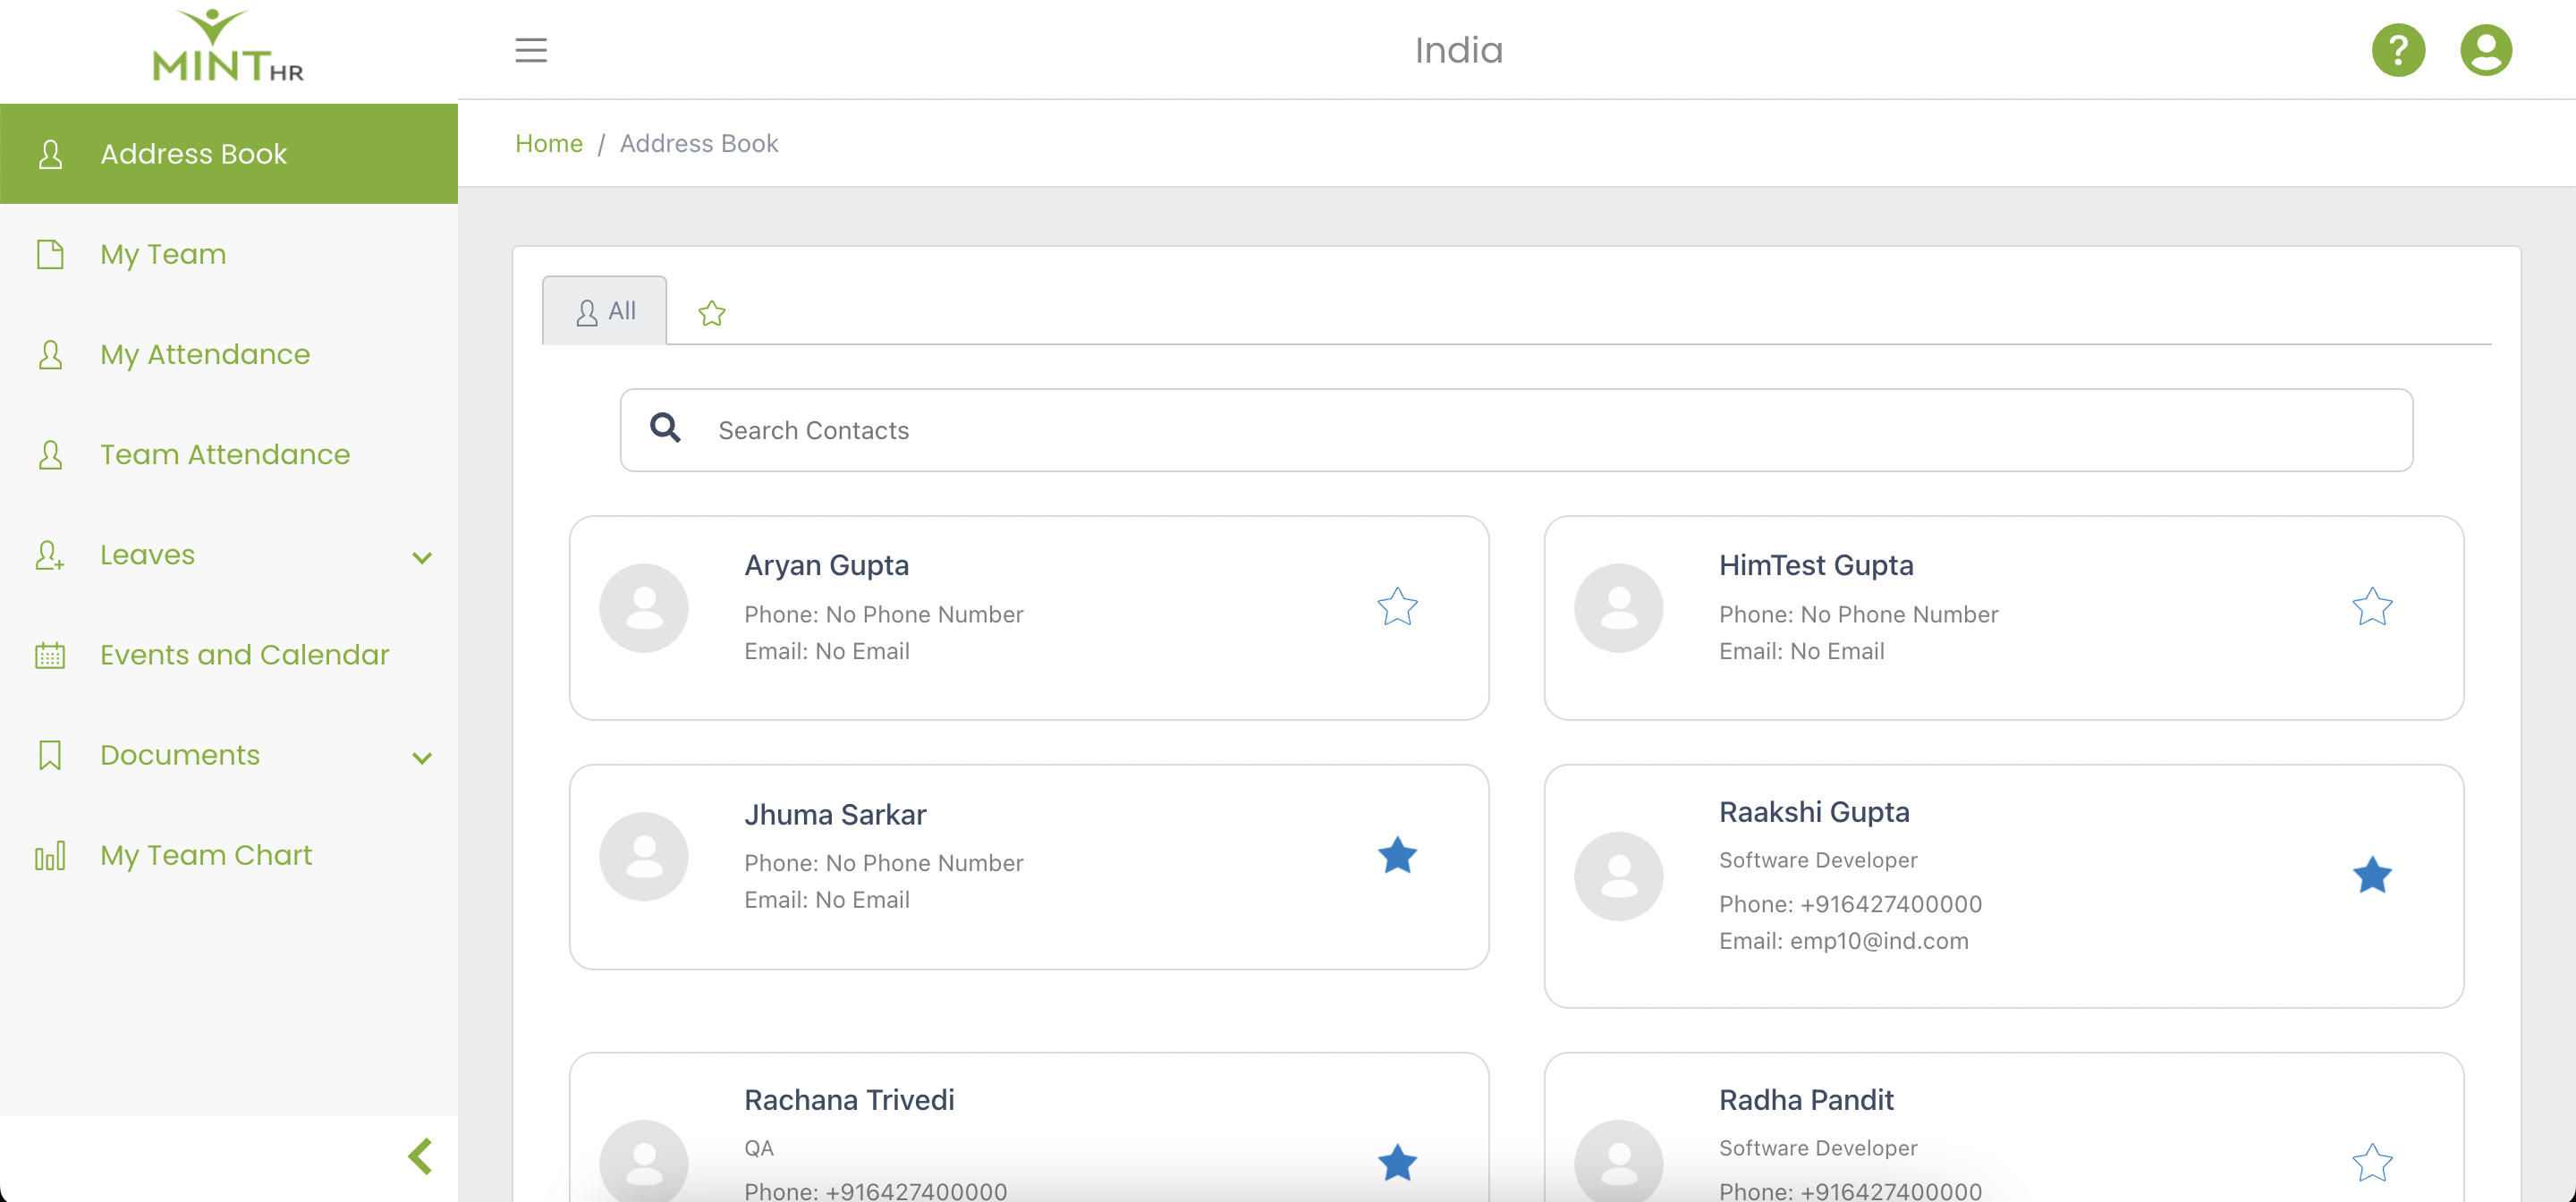 MINT HR
India
?
Address Book
My Team
My Attendance
Team Attendance
Leaves
Events and Calendar
Documents
My Team Chart
Home / Address Book
All
Search Contacts
Aryan Gupta
Phone: No Phone Number
Email: No Email
HimTest Gupta
Phone: No Phone Number
Email: No Email
Jhuma Sarkar
Phone: No Phone Number
Email: No Email
Raakshi Gupta
Software Developer
Phone: +916427400000
Email: emp10@ind.com
Rachana Trivedi
QA
Phone: +916427400000
Radha Pandit
Software Developer
Phone: +916427400000